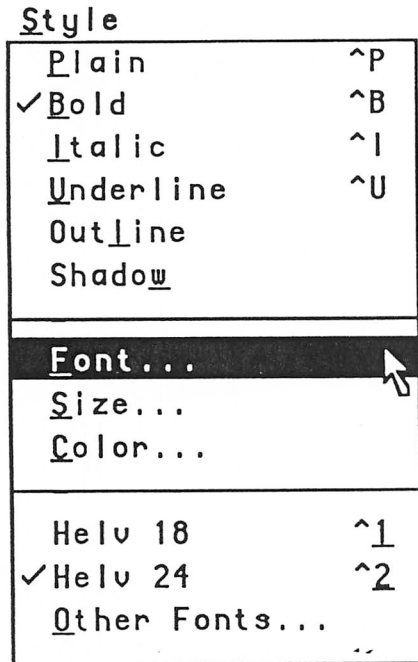 Style
Plain ^P
✓Bold ^B
Italic ^I
Underline ^U
Outline
Shadow
Font...
Size...
Color...
Helv 18 ^1
✓Helv 24 ^2
Other Fonts...